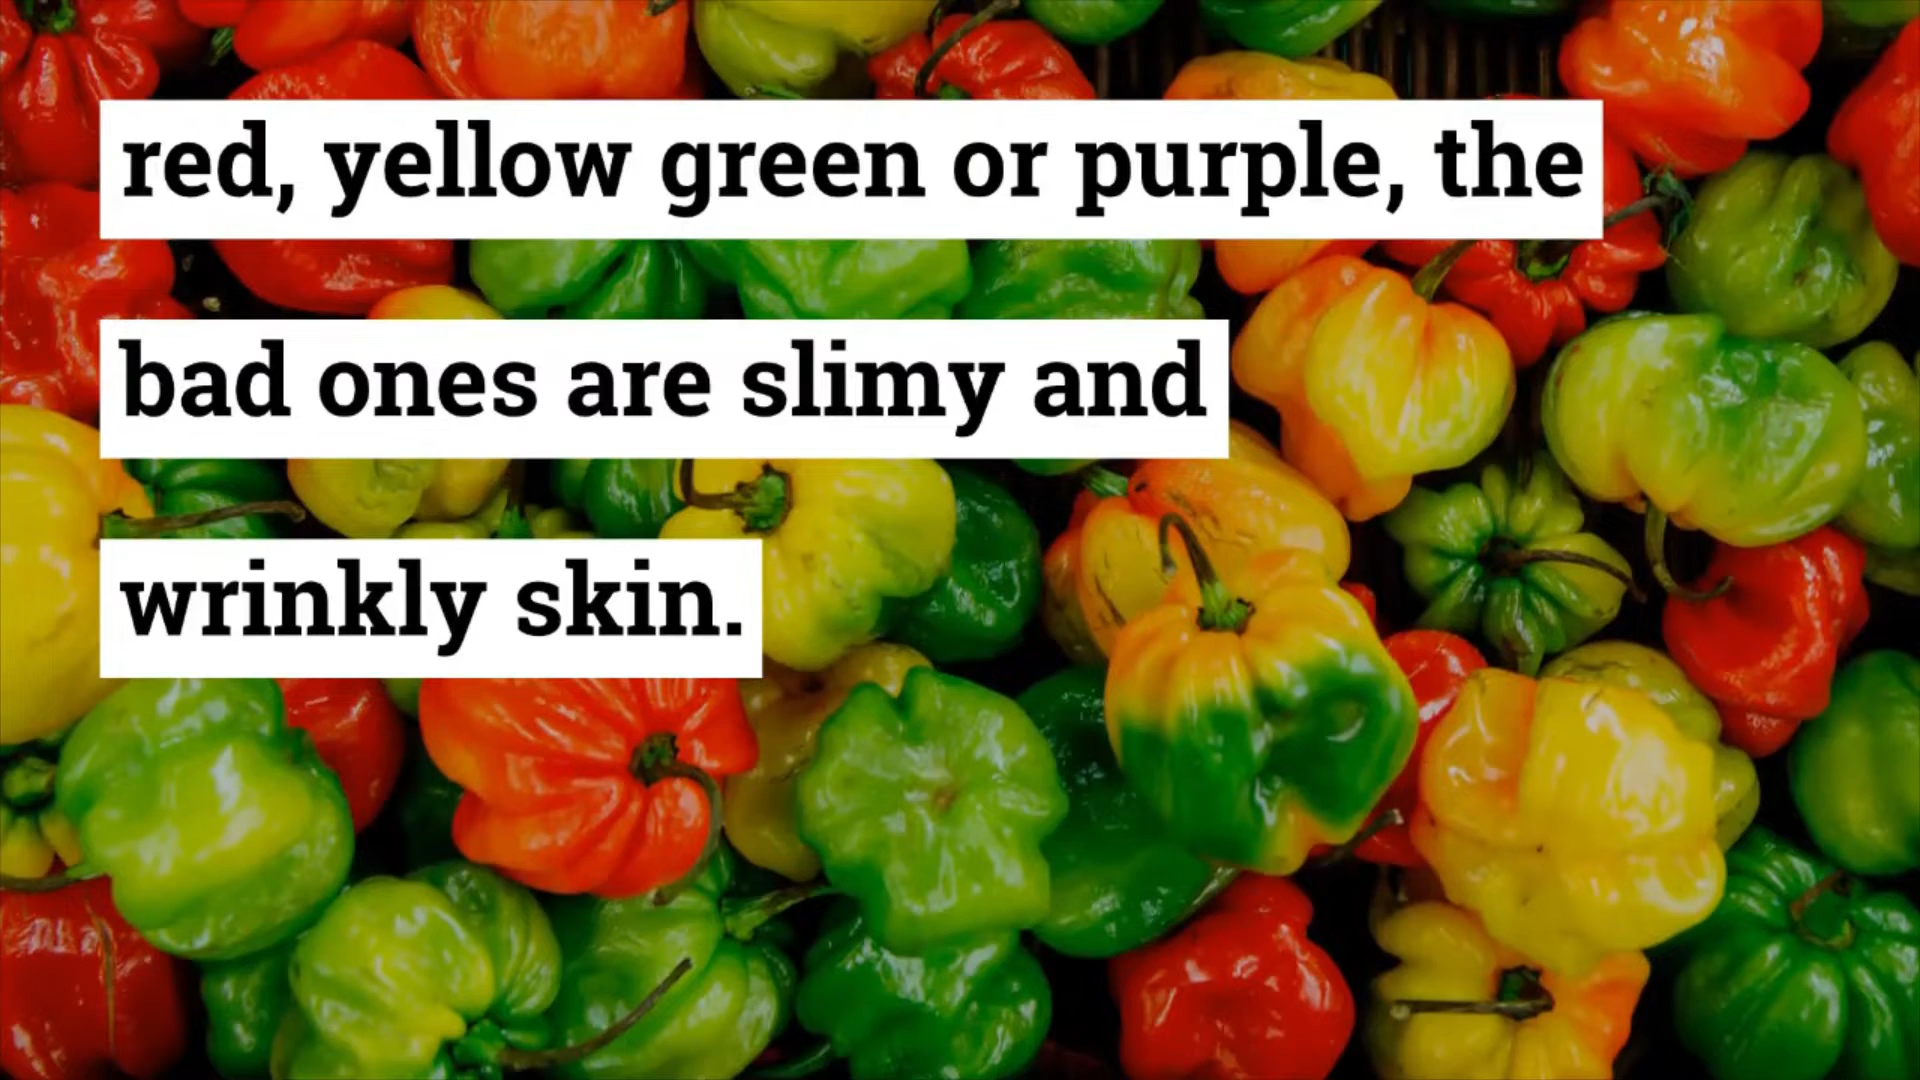 red, yellow green or purple, the
bad ones are slimy and
wrinkly skin.